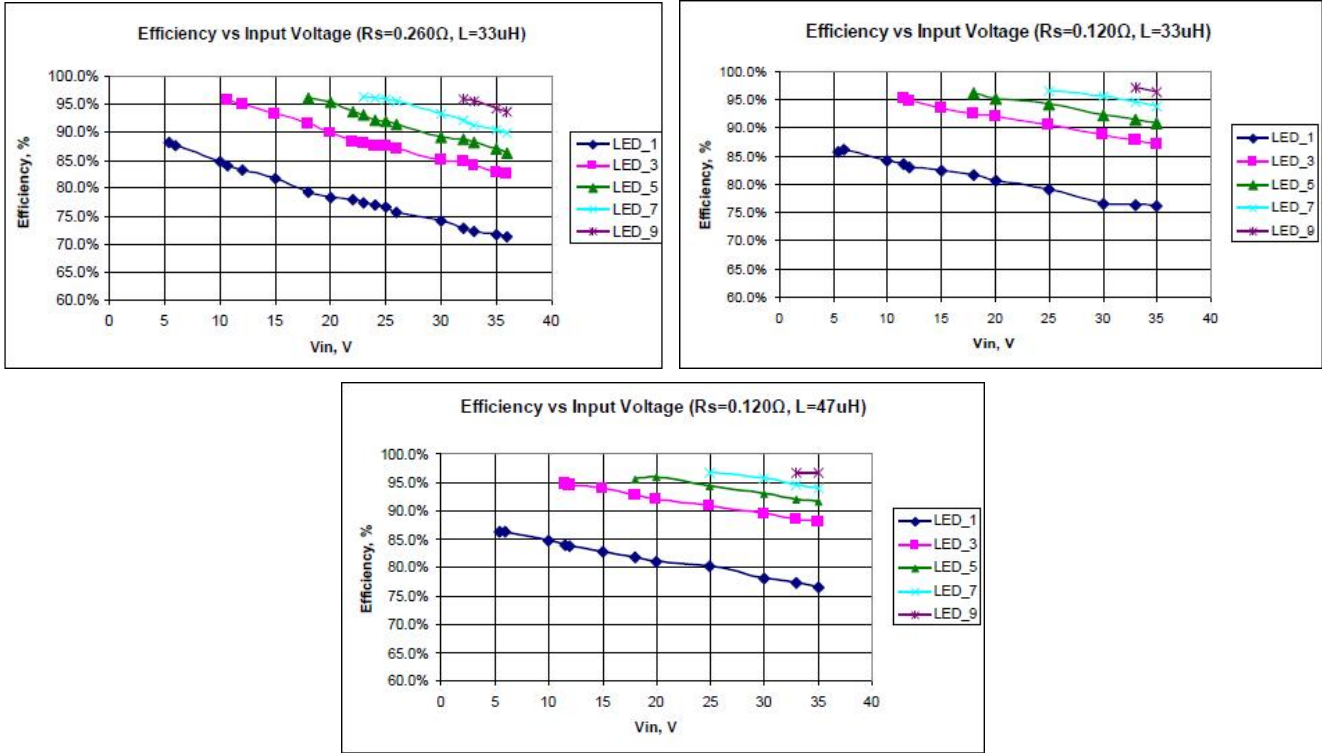 Efficiency vs Input Voltage (Rs=0.260Ω, L=33uH)
100.0%
95.0%
90.0%
85.0%
80.0%
75.0%
70.0%
65.0%
60.0%
Efficiency, %
0 5 10 15 20 25 30 35 40
Vin, V
LED_1
LED_3
LED_5
LED_7
LED_9
Efficiency vs Input Voltage (Rs=0.120Ω, L=33uH)
100.0%
95.0%
90.0%
85.0%
80.0%
75.0%
70.0%
65.0%
60.0%
Efficiency, %
0 5 10 15 20 25 30 35 40
Vin, V
LED_1
LED_3
LED_5
LED_7
LED_9
Efficiency vs Input Voltage (Rs=0.120Ω, L=47uH)
100.0%
95.0%
90.0%
85.0%
80.0%
75.0%
70.0%
65.0%
60.0%
Efficiency, %
0 5 10 15 20 25 30 35 40
Vin, V
LED_1
LED_3
LED_5
LED_7
LED_9